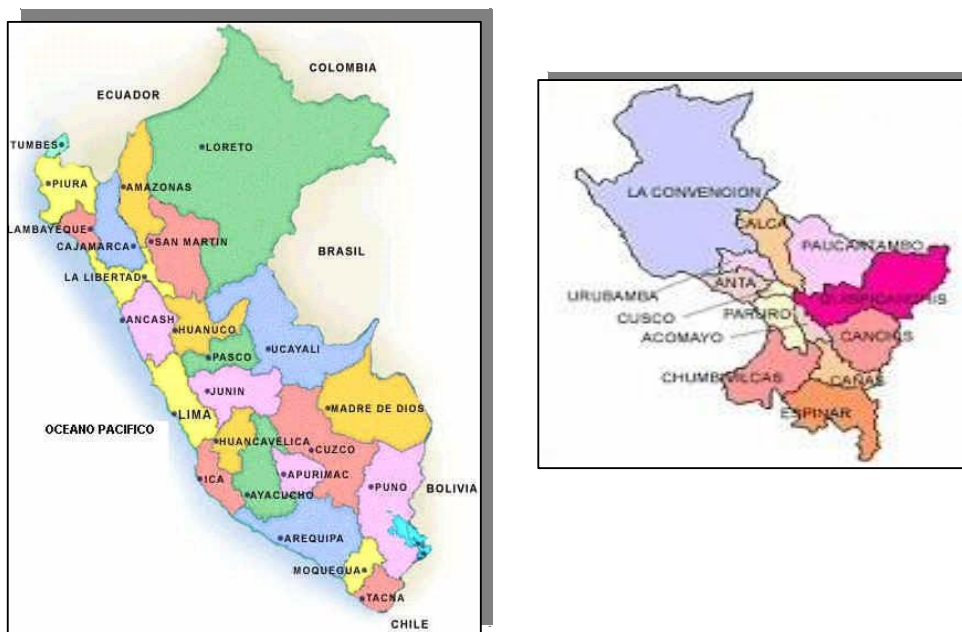 COLOMBIA
ECUADOR
TUMBES
LORETO
PIURA
AMAZONAS
LAMBAYEQUE
SAN MARTIN
CAJAMARCA
BRASIL
LA LIBERTAD
ANCASH
HUANUCO
UCAYALI
PASCO
JUNIN
LIMA
MADRE DE DIOS
OCEANO PACIFICO
HUANCAVELICA
CUZCO
APURIMAC
ICA
PUNO
BOLIVIA
AYACUCHO
AREQUIPA
MOQUEGUA
TACNA
CHILE
LA CONVENCION
CALCA
PAUCARTAMBO
ANTA
URUBAMBA
QUISPICANCHIS
CUSCO
PARURO
ACOMAYO
CANCHIS
CHUMBIVILCAS
CAÑAS
ESPINAR